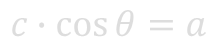 c · cos θ = a